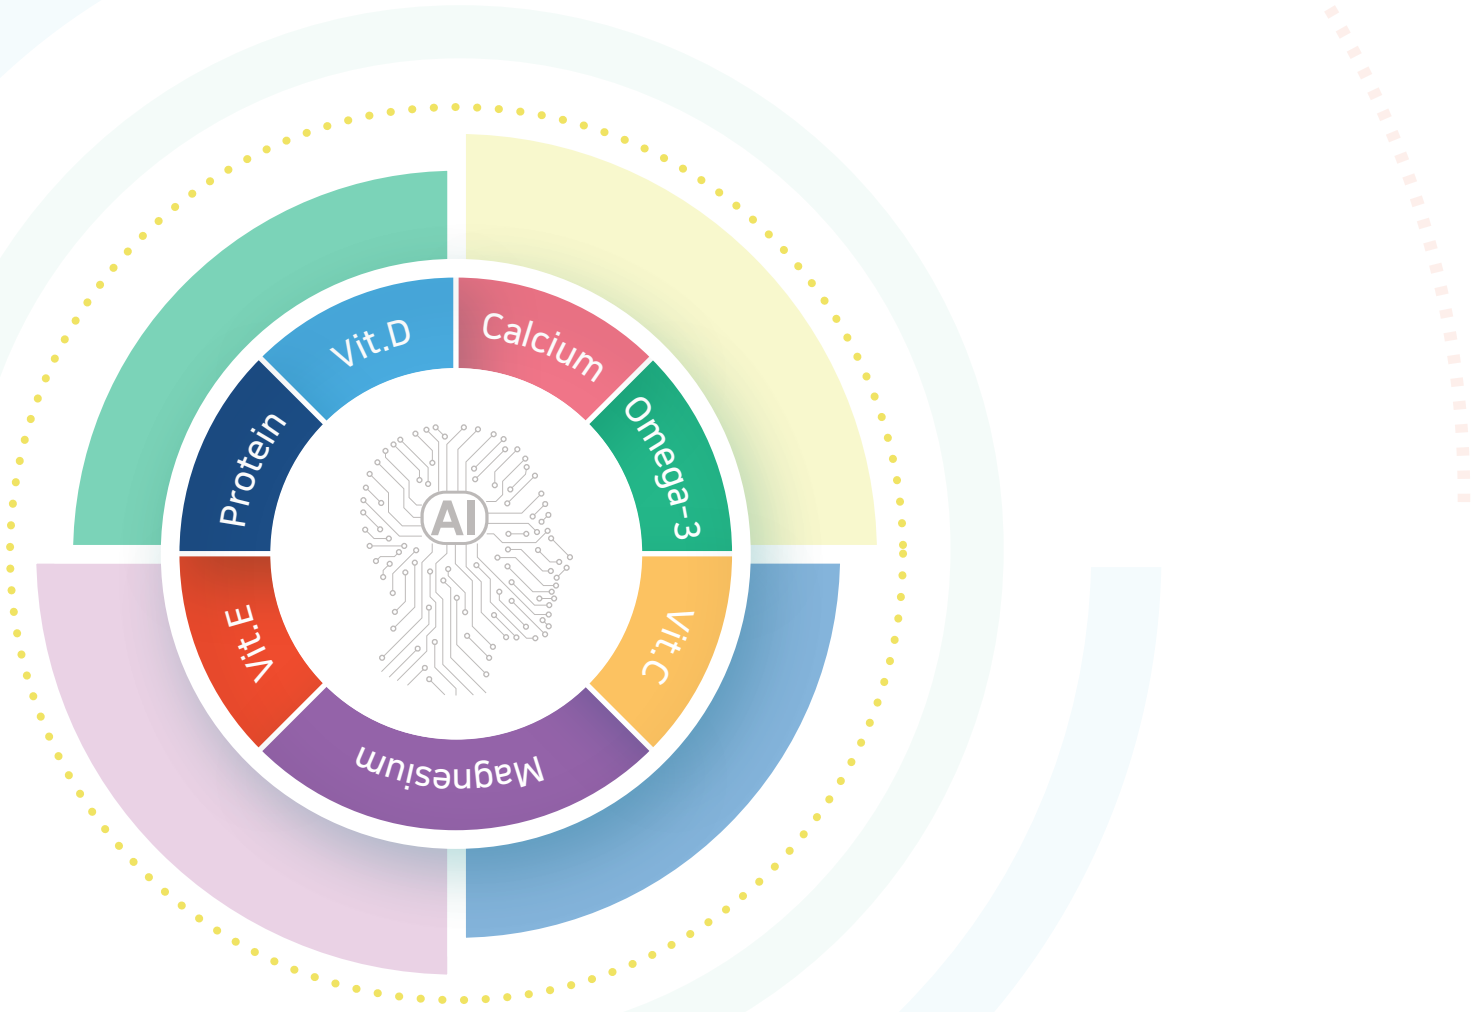 Calcium
Omega-3
Vit.C
Magnesium
Vit.E
Protein
Vit.D
AI